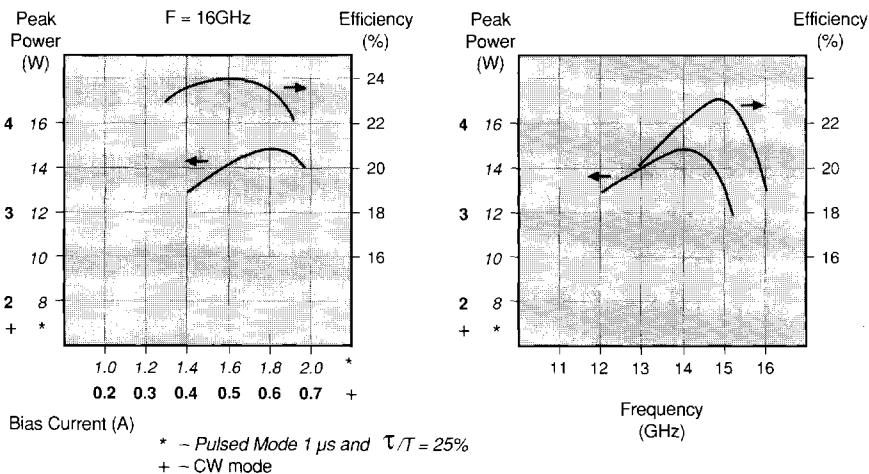 Peak Power (W)
F = 16GHz
Efficiency (%)
4 16
14
3 12
10
2 8
+ *
24
22
20
18
16
1.0 1.2 1.4 1.6 1.8 2.0 *
0.2 0.3 0.4 0.5 0.6 0.7 +
Bias Current (A)
Peak Power (W)
Efficiency (%)
4 16
14
3 12
10
2 8
+ *
24
22
20
18
16
11 12 13 14 15 16
Frequency
(GHz)
* – Pulsed Mode 1 µs and τ/T = 25%
+ – CW mode